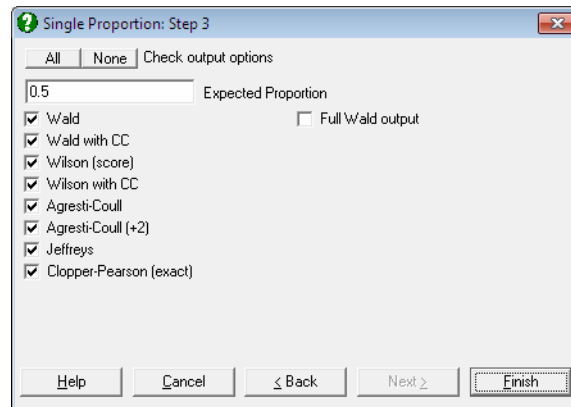 Single Proportion: Step 3
All None Check output options
0.5 Expected Proportion
Wald Full Wald output
Wald with CC
Wilson (score)
Wilson with CC
Agresti-Coull
Agresti-Coull (+2)
Jeffreys
Clopper-Pearson (exact)
Help Cancel < Back Next > Finish